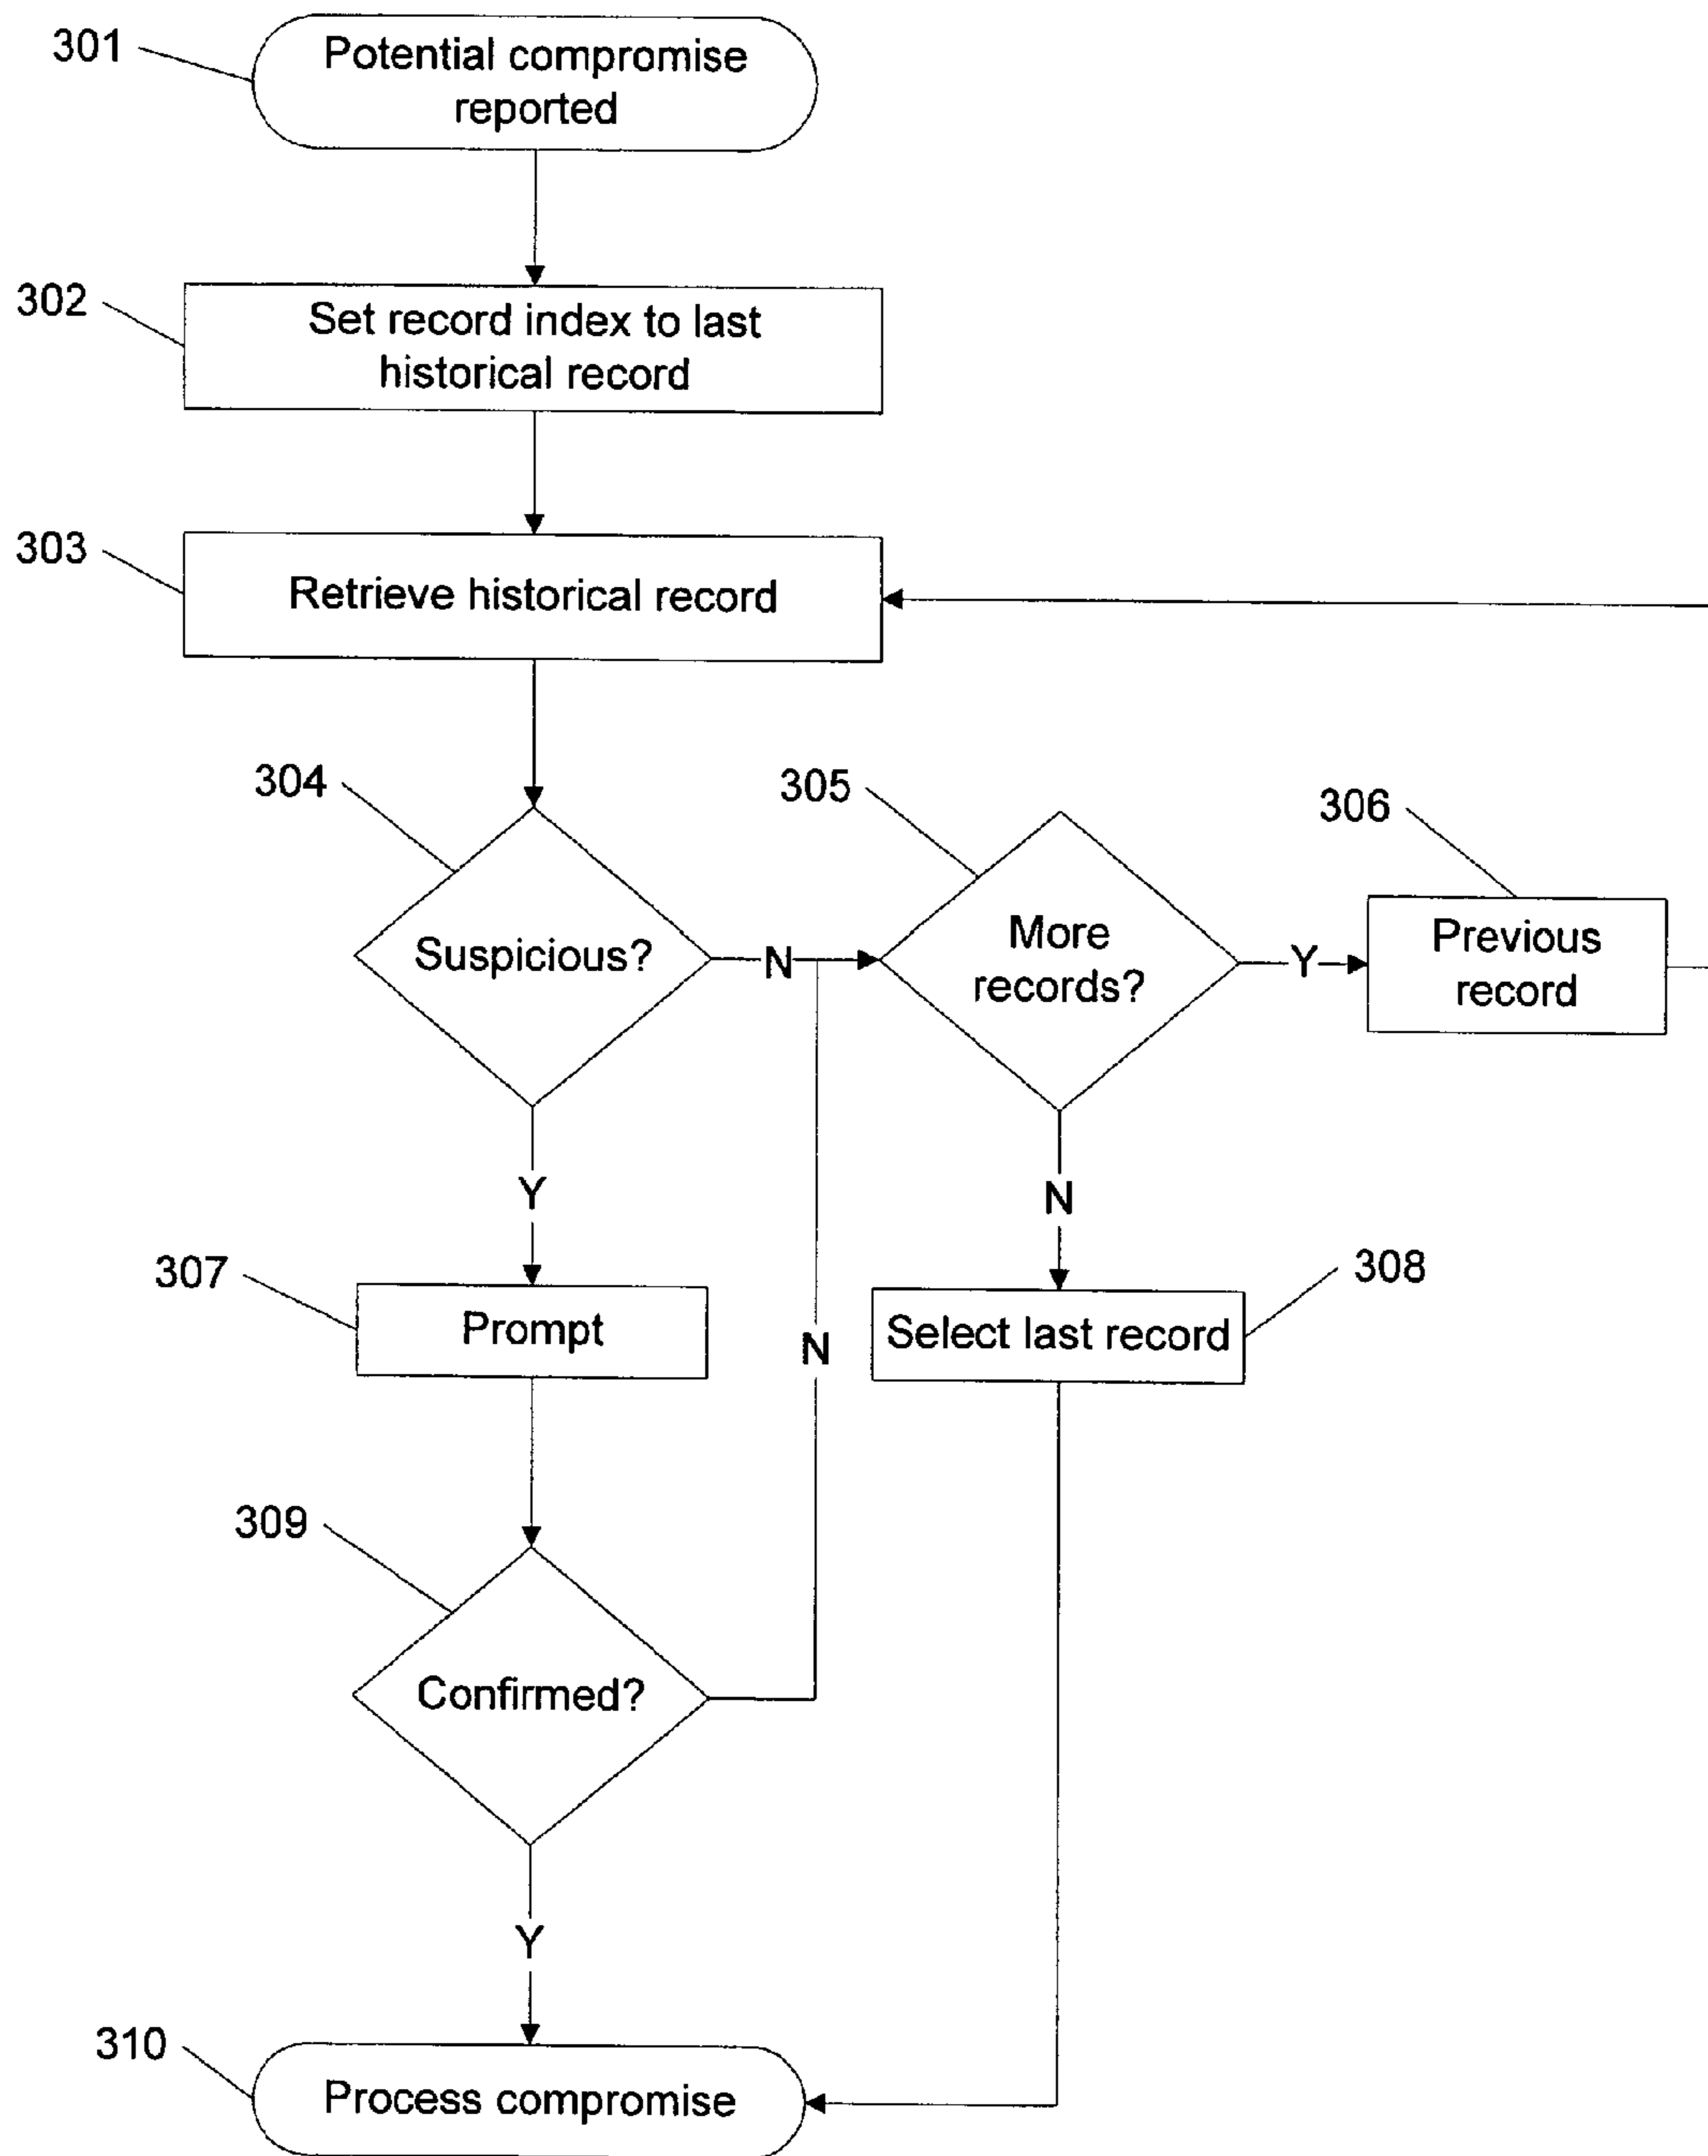 301
Potential compromise
reported
302
Set record index to last
historical record
303
Retrieve historical record
304
305
306
Suspicious?
N
More
records?
Y
Previous
record
Y
N
307
Prompt
308
Select last record
N
309
Confirmed?
Y
310
Process compromise